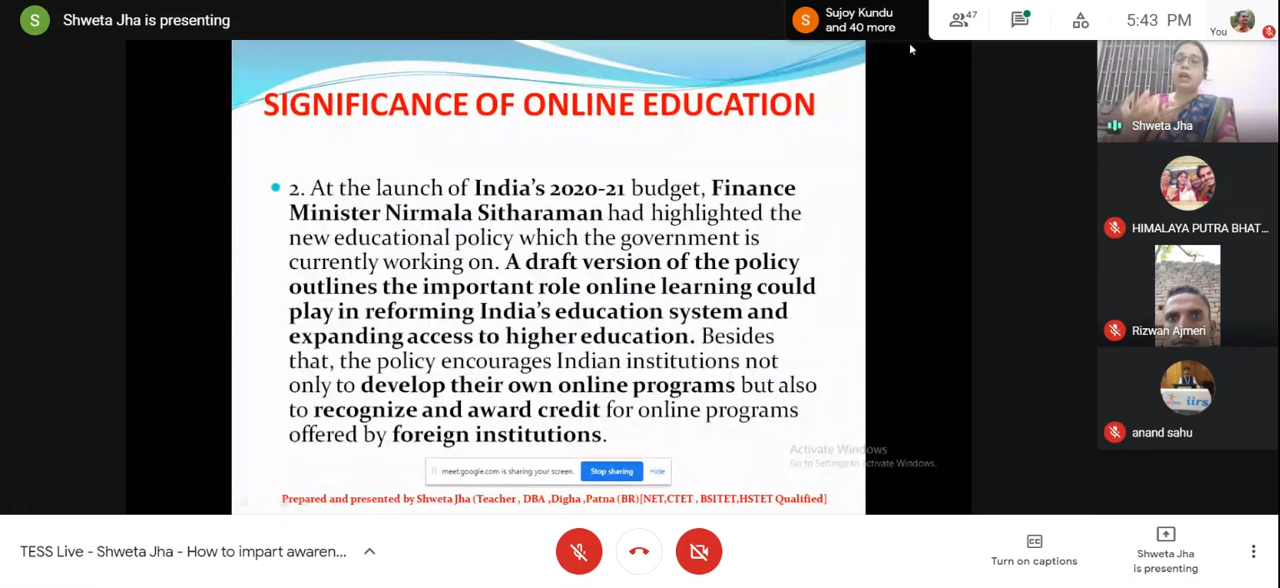 S Shweta Jha is presenting
S Sujoy Kundu
and 40 more
47
5:43 PM
You
SIGNIFICANCE OF ONLINE EDUCATION
2. At the launch of India's 2020-21 budget, Finance
Minister Nirmala Sitharaman had highlighted the
new educational policy which the government is
currently working on. A draft version of the policy
outlines the important role online learning could
play in reforming India's education system and
expanding access to higher education. Besides
that, the policy encourages Indian institutions not
only to develop their own online programs but also
to recognize and award credit for online programs
offered by foreign institutions.
meet.google.com is sharing your screen. Stop sharing Hide
Prepared and presented by Shweta Jha (Teacher , DBA ,Digha ,Patna (BR)[NET,CTET , BSITET,HSTET Qualified]
Activate Windows
Go to Settings to activate Windows.
Shweta Jha
HIMALAYA PUTRA BHAT...
Rizwan Ajmeri
iirs
anand sahu
TESS Live - Shweta Jha - How to impart awaren...
CC
Turn on captions
Shweta Jha
is presenting